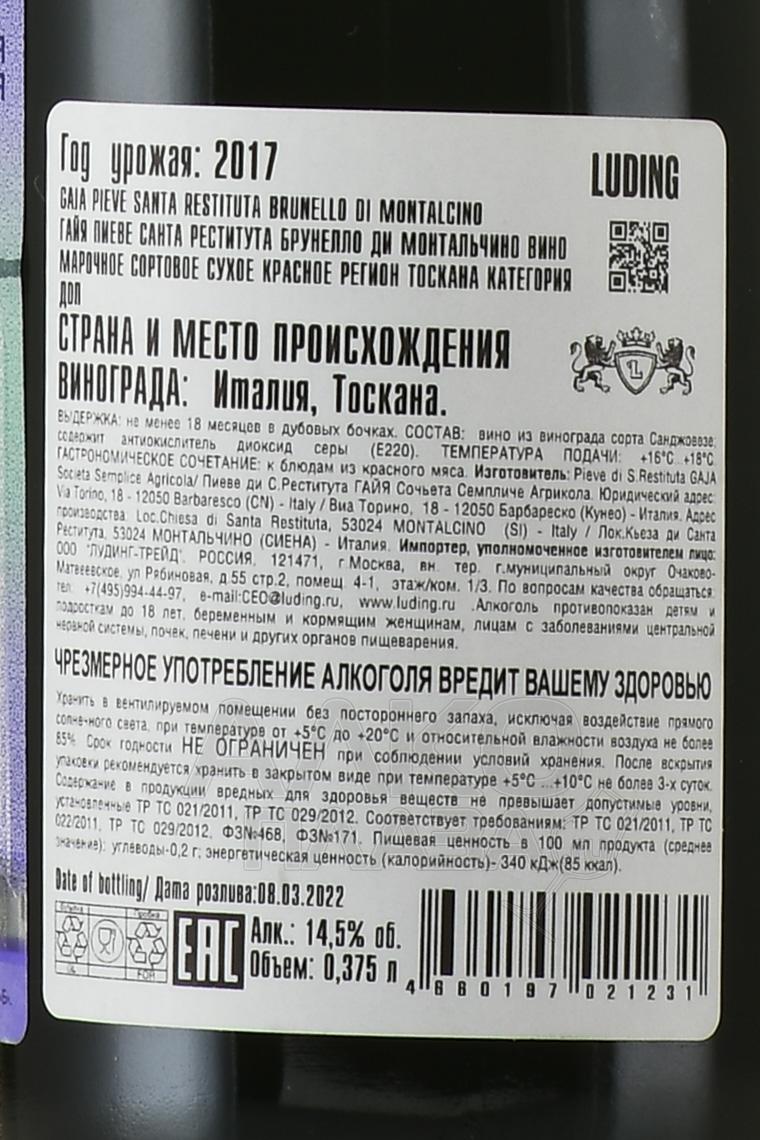 Год урожая: 2017
LUDING
GAJA PIEVE SANTA RESTITUTA BRUNELLO DI MONTALCINO
ГАЙЯ ПИЕВЕ САНТА РЕСТИТУТА БРУНЕЛЛО ДИ МОНТАЛЬЧИНО ВИНО
МАРОЧНОЕ СОРТОВОЕ СУХОЕ КРАСНОЕ РЕГИОН ТОСКАНА КАТЕГОРИЯ
ДОП
СТРАНА И МЕСТО ПРОИСХОЖДЕНИЯ
ВИНОГРАДА: Италия, Тоскана.
L
ВЫДЕРЖКА: не менее 18 месяцев в дубовых бочках. СОСТАВ: вино из винограда сорта Санджовезе;
содержит антиокислитель диоксид серы (Е220). ТЕМПЕРАТУРА ПОДАЧИ: +16°C...+18°C.
ГАСТРОНОМИЧЕСКОЕ СОЧЕТАНИЕ: к блюдам из красного мяса. Изготовитель: Pieve di S.Restituta GAJA
Societa Semplice Agricola/ Пиеве ди С.Реститута ГАЙЯ Сочьета Семпличе Агрикола. Юридический адрес:
Via Torino, 18 - 12050 Barbaresco (CN) - Italy / Виа Торино, 18 - 12050 Барбареско (Кунео) - Италия. Адрес
производства: Loc.Chiesa di Santa Restituta, 53024 MONTALCINO (SI) - Italy / Лок.Кьеза ди Санта
Реститута, 53024 МОНТАЛЬЧИНО (СИЕНА) - Италия. Импортер, уполномоченное изготовителем лицо:
ООО "ЛУДИНГ-ТРЕЙД", РОССИЯ, 121471, г.Москва, вн. тер. г.муниципальный округ Очаково-
Матвеевское, ул Рябиновая, д.55 стр.2, помещ. 4-1, этаж/ком. 1/3. По вопросам качества обращаться:
тел: +7(495)994-44-97, e-mail:CEO@luding.ru, www.luding.ru .Алкоголь противопоказан детям и
подросткам до 18 лет, беременным и кормящим женщинам, лицам с заболеваниями центральной
нервной системы, почек, печени и других органов пищеварения.
ЧРЕЗМЕРНОЕ УПОТРЕБЛЕНИЕ АЛКОГОЛЯ ВРЕДИТ ВАШЕМУ ЗДОРОВЬЮ
Хранить в вентилируемом помещении без постороннего запаха, исключая воздействие прямого
солнечного света, при температуре от +5°C до +20°C и относительной влажности воздуха не более
85%. Срок годности НЕ ОГРАНИЧЕН при соблюдении условий хранения. После вскрытия
упаковки рекомендуется хранить в закрытом виде при температуре +5°C ...+10°C не более 3-х суток.
Содержание в продукции вредных для здоровья веществ не превышает допустимые уровни,
установленные ТР ТС 021/2011, ТР ТС 029/2012. Соответствует требованиям: ТР ТС 021/2011, ТР ТС
022/2011, ТР ТС 029/2012, ФЗ№468, ФЗ№171. Пищевая ценность в 100 мл продукта (среднее
значение): углеводы-0,2 г; энергетическая ценность (калорийность)- 340 кДж(85 ккал).
Date of bottling/ Дата розлива:08.03.2022
Бутылка Пробка
FOR
EAC
Алк.: 14,5% об.
Объем: 0,375 л
4 660197 021231